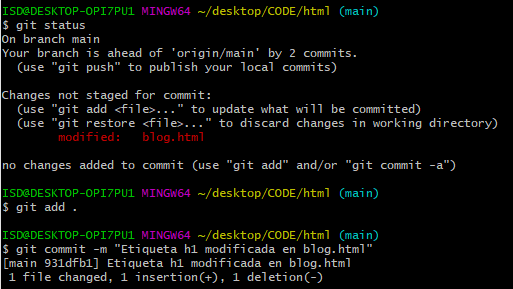 ISD@DESKTOP-OPI7PU1 MINGW64 ~/desktop/CODE/html (main)
$ git status
On branch main
Your branch is ahead of 'origin/main' by 2 commits.
  (use "git push" to publish your local commits)

Changes not staged for commit:
  (use "git add <file>..." to update what will be committed)
  (use "git restore <file>..." to discard changes in working directory)
        modified:   blog.html

no changes added to commit (use "git add" and/or "git commit -a")

ISD@DESKTOP-OPI7PU1 MINGW64 ~/desktop/CODE/html (main)
$ git add .

ISD@DESKTOP-OPI7PU1 MINGW64 ~/desktop/CODE/html (main)
$ git commit -m "Etiqueta h1 modificada en blog.html"
[main 931dfb1] Etiqueta h1 modificada en blog.html
 1 file changed, 1 insertion(+), 1 deletion(-)